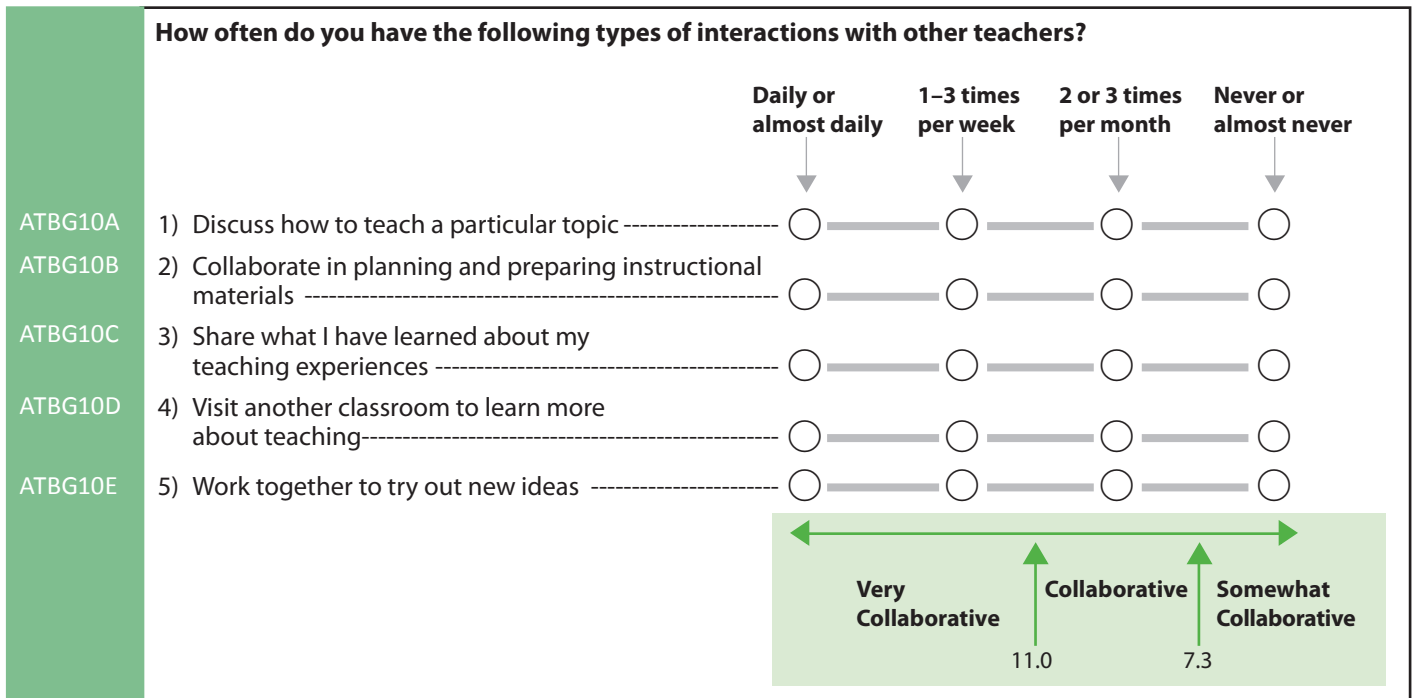 How often do you have the following types of interactions with other teachers?
Daily or almost daily
1–3 times per week
2 or 3 times per month
Never or almost never
ATBG10A 1) Discuss how to teach a particular topic
ATBG10B 2) Collaborate in planning and preparing instructional
materials
ATBG10C 3) Share what I have learned about my
teaching experiences
ATBG10D 4) Visit another classroom to learn more
about teaching
ATBG10E 5) Work together to try out new ideas
Very
Collaborative
Collaborative
Somewhat
Collaborative
11.0 7.3